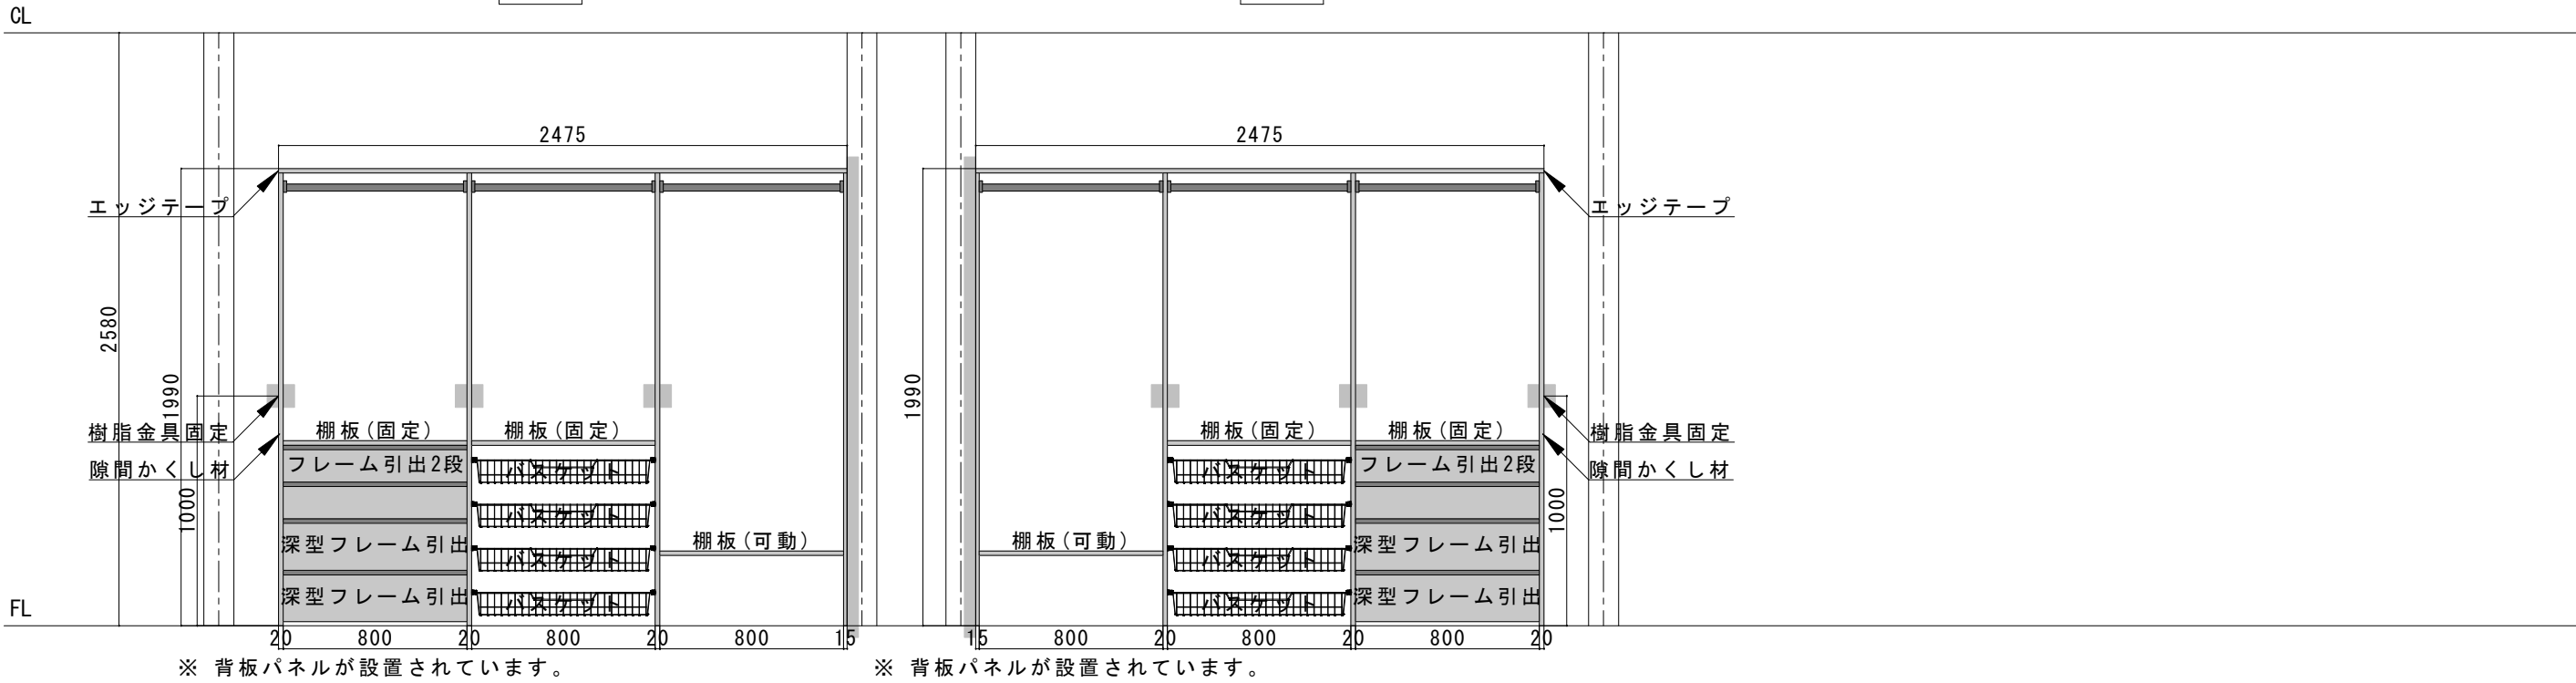 CL
2475
2475
エッジテープ
エッジテープ
2580
1990
1990
樹脂金具固定
棚板(固定)
棚板(固定)
棚板(固定)
棚板(固定)
樹脂金具固定
隙間かくし材
フレーム引出2段
バスケット
バスケット
フレーム引出2段
隙間かくし材
1000
バスケット
バスケット
1000
深型フレーム引出
バスケット
棚板(可動)
棚板(可動)
バスケット
深型フレーム引出
深型フレーム引出
バスケット
バスケット
深型フレーム引出
FL
20 800 20 800 20 800 15
15 800 20 800 20 800 20
※ 背板パネルが設置されています。
※ 背板パネルが設置されています。